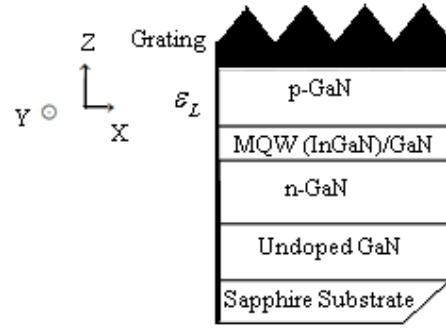 Z
Grating
ε_L
p-GaN
Y
X
MQW (InGaN)/GaN
n-GaN
Undoped GaN
Sapphire Substrate